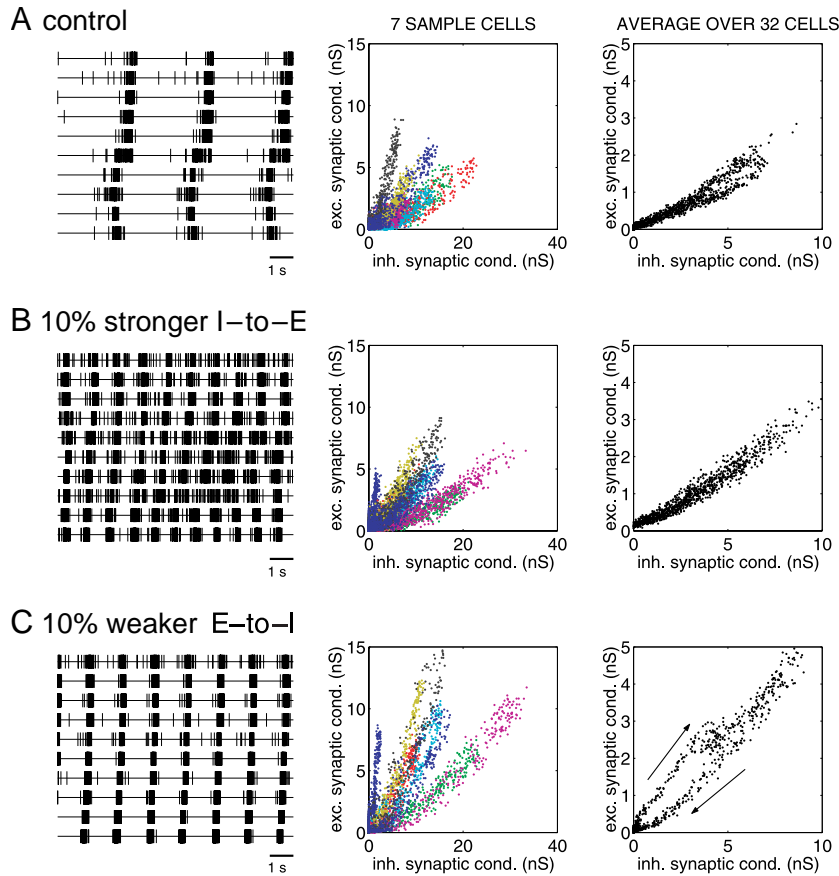 A control
7 SAMPLE CELLS
AVERAGE OVER 32 CELLS
exc. synaptic cond. (nS)
15
10
5
0
0 20 40
inh. synaptic cond. (nS)
exc. synaptic cond. (nS)
5
4
3
2
1
0
0 5 10
inh. synaptic cond. (nS)
1 s
B 10% stronger I–to–E
exc. synaptic cond. (nS)
15
10
5
0
0 20 40
inh. synaptic cond. (nS)
exc. synaptic cond. (nS)
5
4
3
2
1
0
0 5 10
inh. synaptic cond. (nS)
1 s
C 10% weaker E–to–I
exc. synaptic cond. (nS)
15
10
5
0
0 20 40
inh. synaptic cond. (nS)
exc. synaptic cond. (nS)
5
4
3
2
1
0
0 5 10
inh. synaptic cond. (nS)
1 s